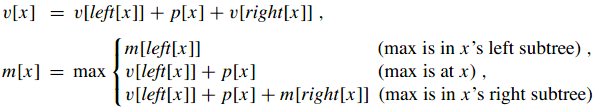 v[x] = v[left[x]] + p[x] + v[right[x]] ,
m[left[x]] (max is in x's left subtree) ,
m[x] = max { v[left[x]] + p[x] (max is at x) ,
v[left[x]] + p[x] + m[right[x]] (max is in x's right subtree)